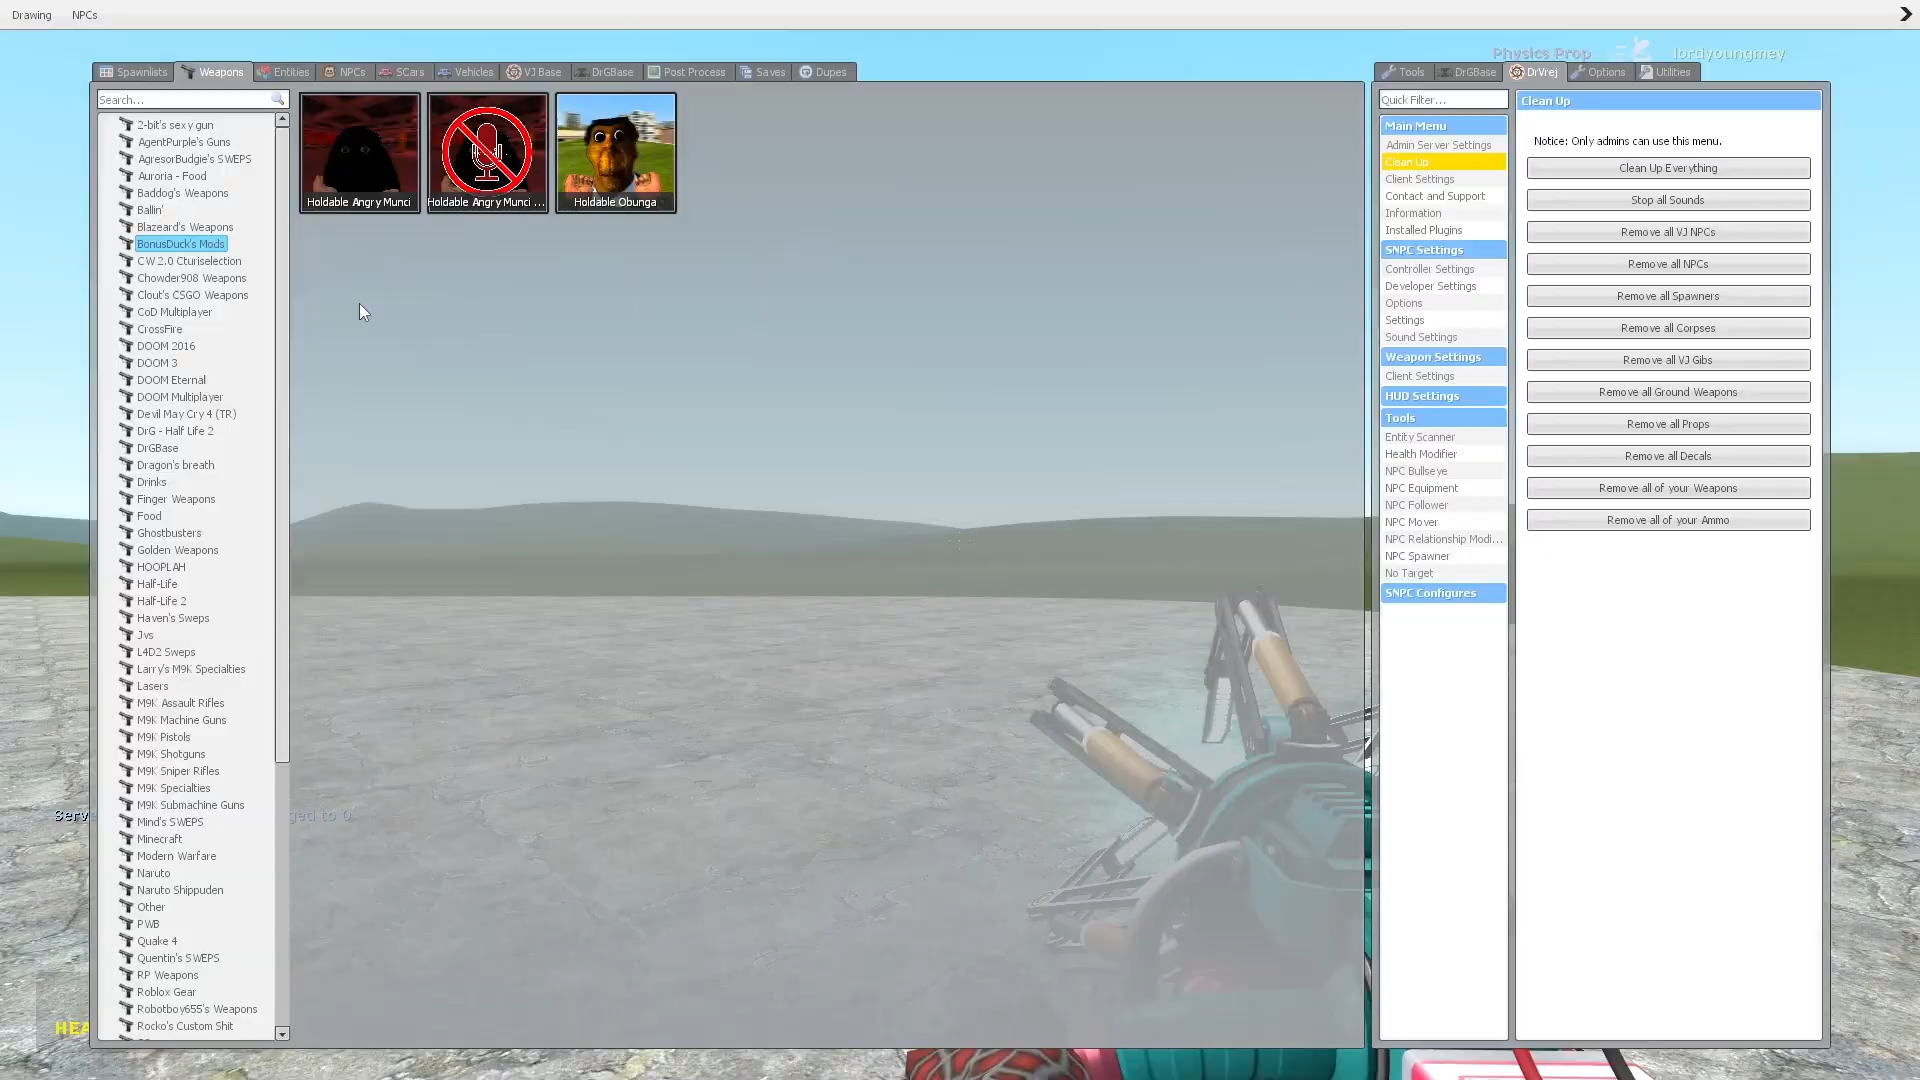 Drawing NPCs
Physics Prop
lordyoungmey
Spawnlists Weapons Entities NPCs SCars Vehicles VJ Base DrGBase Post Process Saves Dupes
Tools DrGBase DrVrej Options Utilities
Search...
2-bit's sexy gun
AgentPurple's Guns
AgresorBudgie's SWEPS
Auroria - Food
Baddog's Weapons
Ballin'
Blazeard's Weapons
BonusDuck's Mods
CW 2.0 Cturiselection
Chowder908 Weapons
Clout's CSGO Weapons
CoD Multiplayer
CrossFire
DOOM 2016
DOOM 3
DOOM Eternal
DOOM Multiplayer
Devil May Cry 4 (TR)
DrG - Half Life 2
DrGBase
Dragon's breath
Drinks
Finger Weapons
Food
Ghostbusters
Golden Weapons
HOOPLAH
Half-Life
Half-Life 2
Haven's Sweps
Jvs
L4D2 Sweps
Larry's M9K Specialties
Lasers
M9K Assault Rifles
M9K Machine Guns
M9K Pistols
M9K Shotguns
M9K Sniper Rifles
M9K Specialties
M9K Submachine Guns
Mind's SWEPS
Minecraft
Modern Warfare
Naruto
Naruto Shippuden
Other
PWB
Quake 4
Quentin's SWEPS
RP Weapons
Roblox Gear
Robotboy655's Weapons
Rocko's Custom Shit
Holdable Angry Munci
Holdable Angry Munci ...
Holdable Obunga
Serv
ged to 0
HEA
Quick Filter...
Main Menu
Admin Server Settings
Clean Up
Client Settings
Contact and Support
Information
Installed Plugins
SNPC Settings
Controller Settings
Developer Settings
Options
Settings
Sound Settings
Weapon Settings
Client Settings
HUD Settings
Tools
Entity Scanner
Health Modifier
NPC Bullseye
NPC Equipment
NPC Follower
NPC Mover
NPC Relationship Modi...
NPC Spawner
No Target
SNPC Configures
Clean Up
Notice: Only admins can use this menu.
Clean Up Everything
Stop all Sounds
Remove all VJ NPCs
Remove all NPCs
Remove all Spawners
Remove all Corpses
Remove all VJ Gibs
Remove all Ground Weapons
Remove all Props
Remove all Decals
Remove all of your Weapons
Remove all of your Ammo